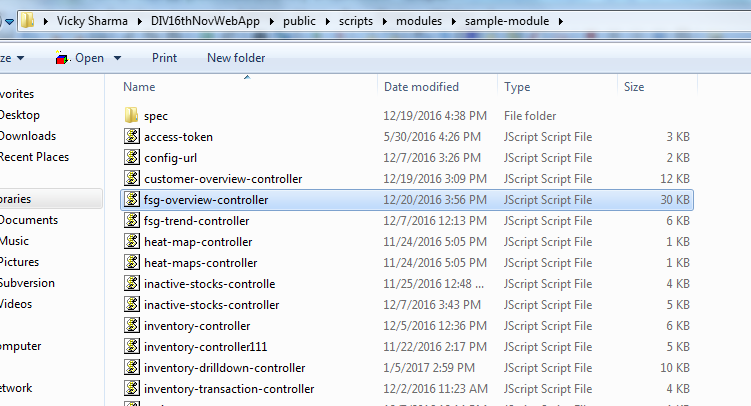 Vicky Sharma DIV16thNovWebApp public scripts modules sample-module
ze Open Print New folder
Name Date modified Type Size
vorites
Desktop
Downloads
Recent Places
braries
Documents
Music
Pictures
Subversion
Videos
omputer
etwork
spec 12/19/2016 4:38 PM File folder
access-token 5/30/2016 4:26 PM JScript Script File 3 KB
config-url 12/7/2016 3:26 PM JScript Script File 2 KB
customer-overview-controller 12/19/2016 3:09 PM JScript Script File 12 KB
fsg-overview-controller 12/20/2016 3:56 PM JScript Script File 30 KB
fsg-trend-controller 12/7/2016 12:13 PM JScript Script File 6 KB
heat-map-controller 11/24/2016 5:05 PM JScript Script File 1 KB
heat-maps-controller 11/24/2016 5:05 PM JScript Script File 1 KB
inactive-stocks-controlle 11/25/2016 12:48 ... JScript Script File 4 KB
inactive-stocks-controller 12/7/2016 3:43 PM JScript Script File 5 KB
inventory-controller 12/5/2016 12:36 PM JScript Script File 6 KB
inventory-controller111 11/22/2016 2:17 PM JScript Script File 4 KB
inventory-drilldown-controller 1/5/2017 2:59 PM JScript Script File 10 KB
inventory-transaction-controller 12/2/2016 11:23 AM JScript Script File 4 KB